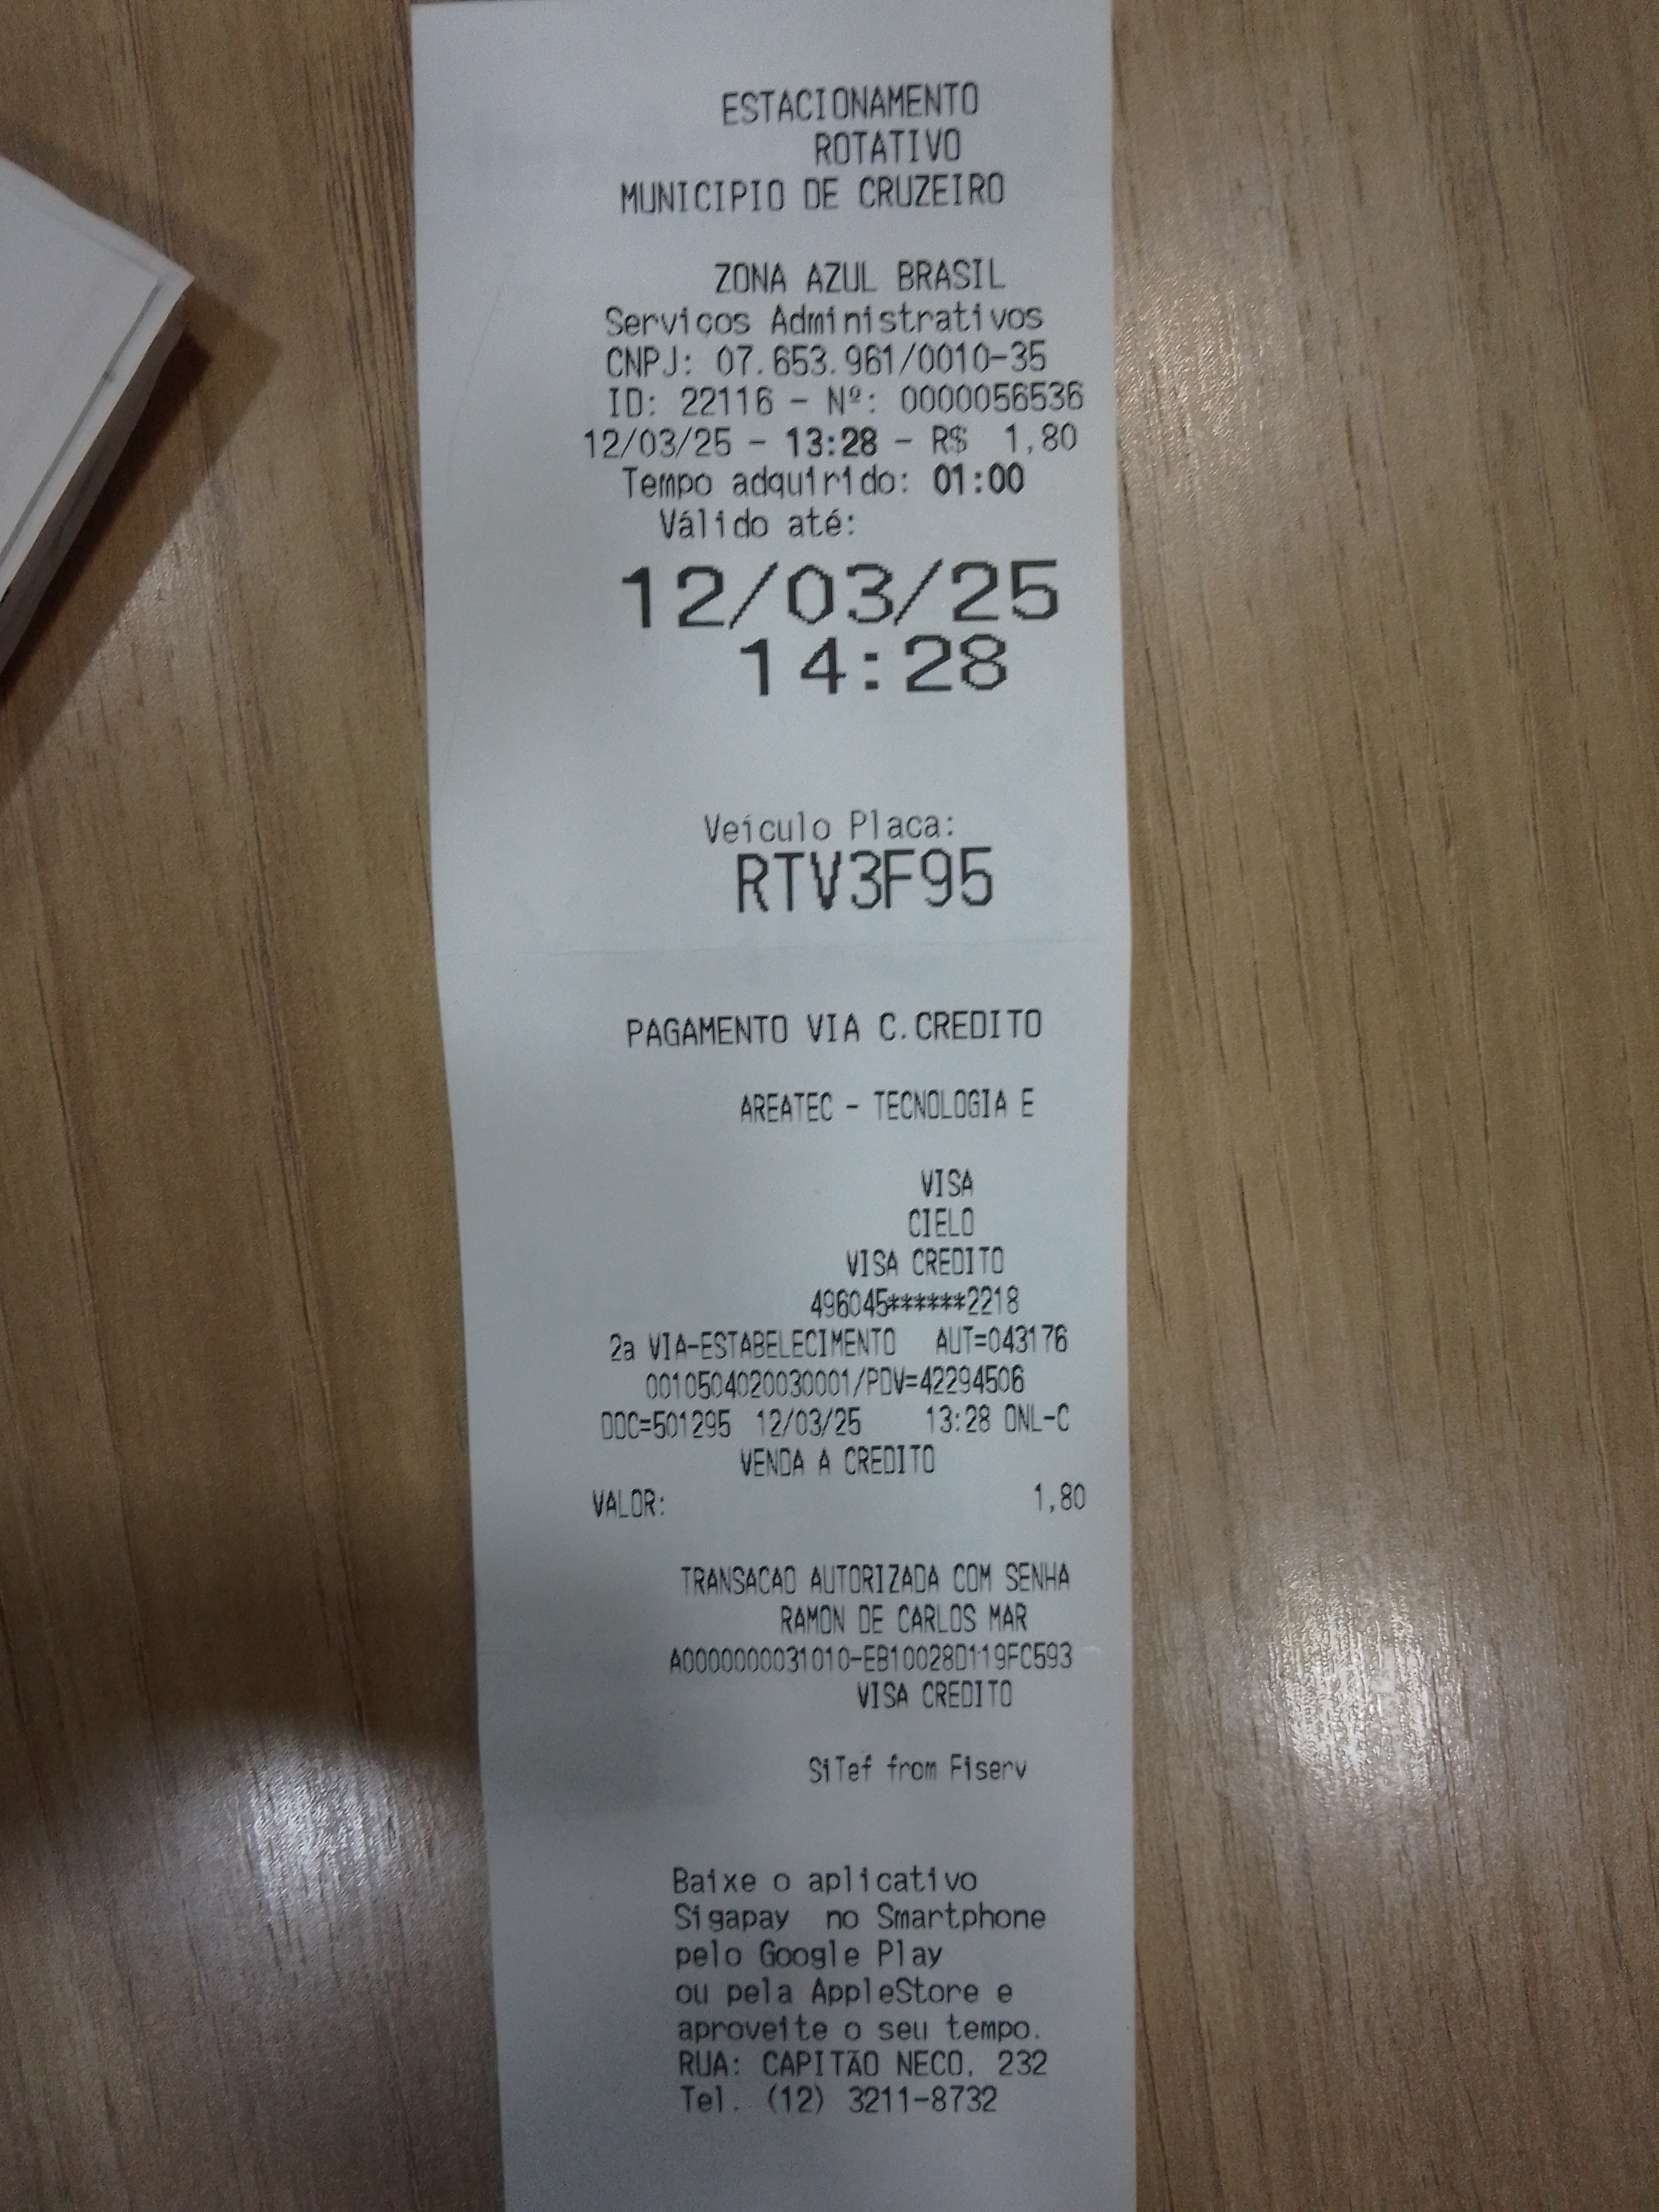 ESTACIONAMENTO
ROTATIVO
MUNICIPIO DE CRUZEIRO
ZONA AZUL BRASIL
Serviços Administrativos
CNPJ: 07.653.961/0010-35
ID: 22116 - Nº: 0000056536
12/03/25 - 13:28 - R$ 1,80
Tempo adquirido: 01:00
Válido até:
12/03/25
14:28
Veículo Placa:
RTV3F95
PAGAMENTO VIA C.CREDITO
AREATEC - TECNOLOGIA E
VISA
CIELO
VISA CREDITO
496045******2218
2a VIA-ESTABELECIMENTO AUT=043176
0010504020030001/PDV=42294506
DOC=501295 12/03/25 13:28 ONL-C
VENDA A CREDITO
VALOR: 1,80
TRANSACAO AUTORIZADA COM SENHA
RAMON DE CARLOS MAR
A0000000031010-EB10028D119FC593
VISA CREDITO
SiTef from Fiserv
Baixe o aplicativo
Sigapay no Smartphone
pelo Google Play
ou pela AppleStore e
aproveite o seu tempo.
RUA: CAPITÃO NECO, 232
Tel. (12) 3211-8732